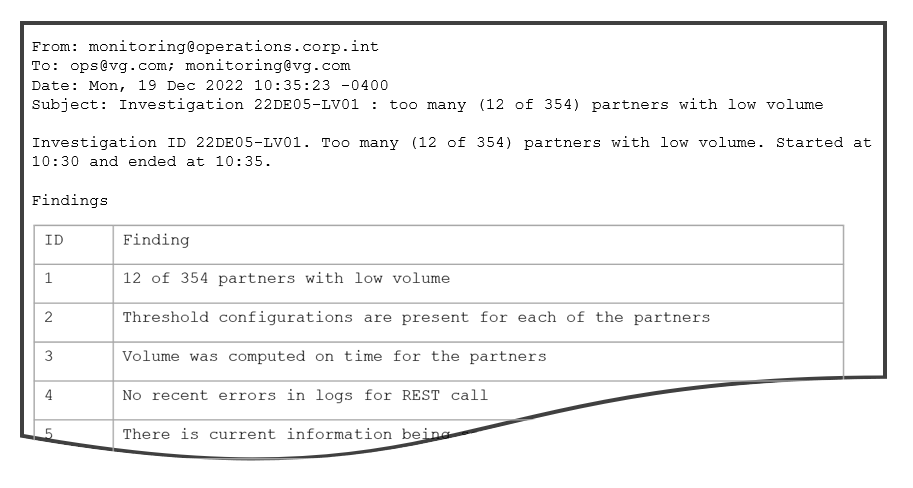 From: monitoring@operations.corp.int
To: ops@vg.com; monitoring@vg.com
Date: Mon, 19 Dec 2022 10:35:23 -0400
Subject: Investigation 22DE05-LV01 : too many (12 of 354) partners with low volume
Investigation ID 22DE05-LV01. Too many (12 of 354) partners with low volume. Started at
10:30 and ended at 10:35.
Findings
ID Finding
1 12 of 354 partners with low volume
2 Threshold configurations are present for each of the partners
3 Volume was computed on time for the partners
4 No recent errors in logs for REST call
5 There is current information being